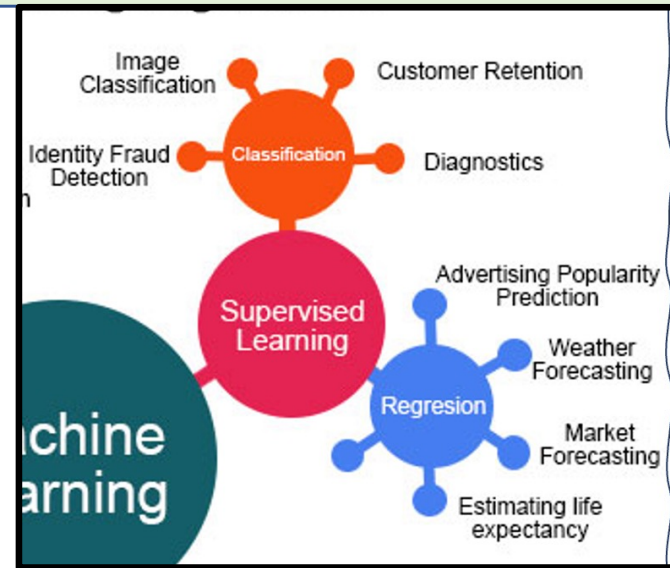 Image
Classification
Customer Retention
Identity Fraud
Detection
Classification
Diagnostics
n
Supervised
Learning
Advertising Popularity
Prediction
Weather
Forecasting
Regresion
Market
Forecasting
Estimating life
expectancy
achine
arning